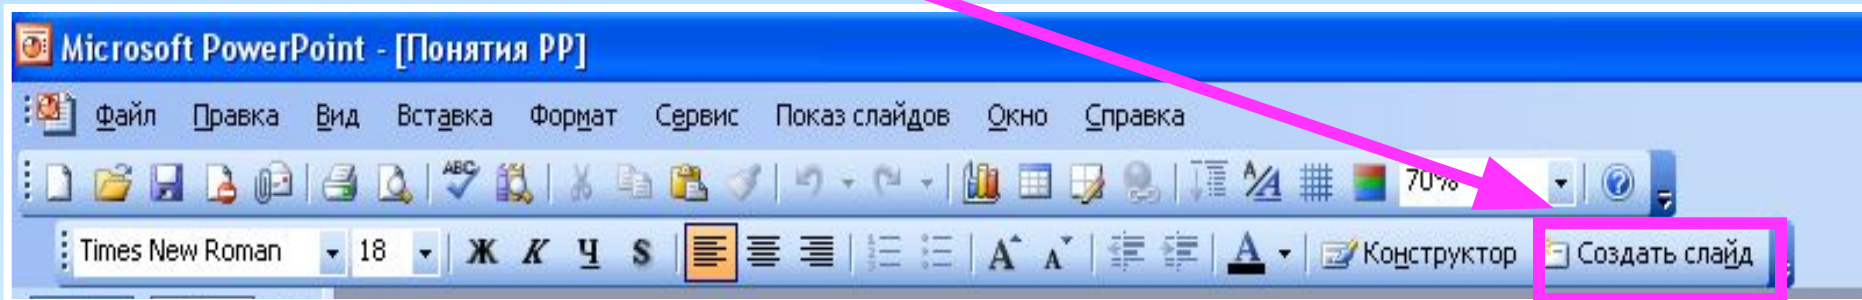 Microsoft PowerPoint - [Понятия PP]
Файл Правка Вид Вставка Формат Сервис Показ слайдов Окно Справка
ABC A/A 70%
Times New Roman 18 Ж К Ч S A A A Конструктор Создать слайд